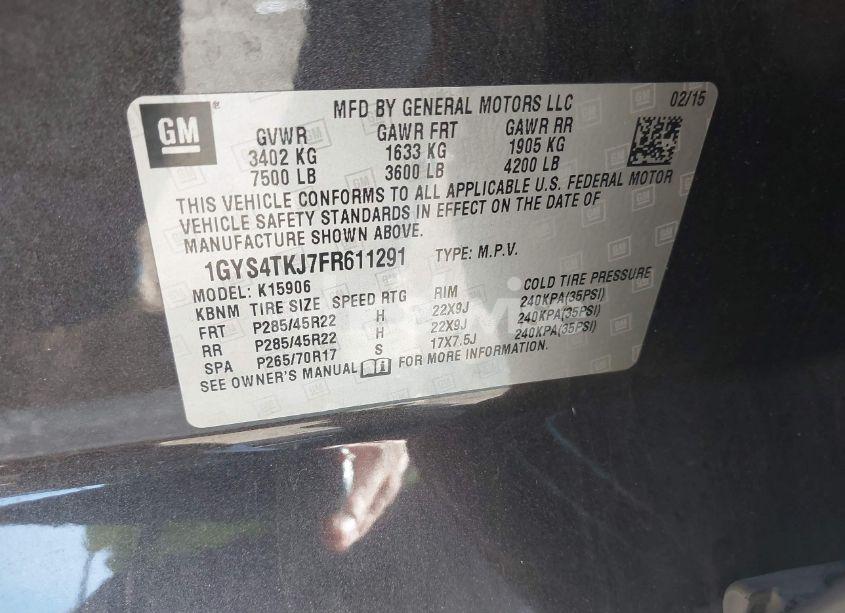 GM
MFD BY GENERAL MOTORS LLC 02/15
GVWR GAWR FRT GAWR RR
3402 KG 1633 KG 1905 KG
7500 LB 3600 LB 4200 LB
THIS VEHICLE CONFORMS TO ALL APPLICABLE U.S. FEDERAL MOTOR
VEHICLE SAFETY STANDARDS IN EFFECT ON THE DATE OF
MANUFACTURE SHOWN ABOVE.
1GYS4TKJ7FR611291 TYPE: M.P.V.
MODEL: K15906
KBNM TIRE SIZE SPEED RTG RIM COLD TIRE PRESSURE
FRT P285/45R22 H 22X9J 240KPA(35PSI)
RR P285/45R22 H 22X9J 240KPA(35PSI)
SPA P265/70R17 S 17X7.5J 240KPA(35PSI)
SEE OWNER'S MANUAL FOR MORE INFORMATION.